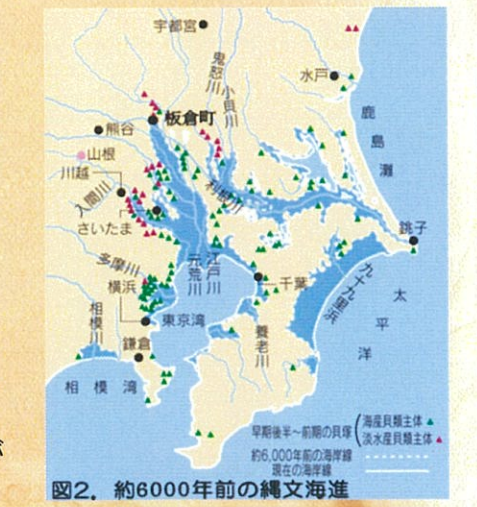 宇都宮
鬼怒川
小貝川
水戸
鹿島灘
板倉町
熊谷
山根
川越
入間川
利根川
さいたま
銚子
多摩川
元荒川
江戸川
千葉
九十九里浜
太平洋
横浜
東京湾
相模川
鎌倉
養老川
相模湾
早期後半~前期の貝塚
海産貝類主体
淡水産貝類主体
約6,000年前の海岸線
現在の海岸線
図2. 約6000年前の縄文海進
が